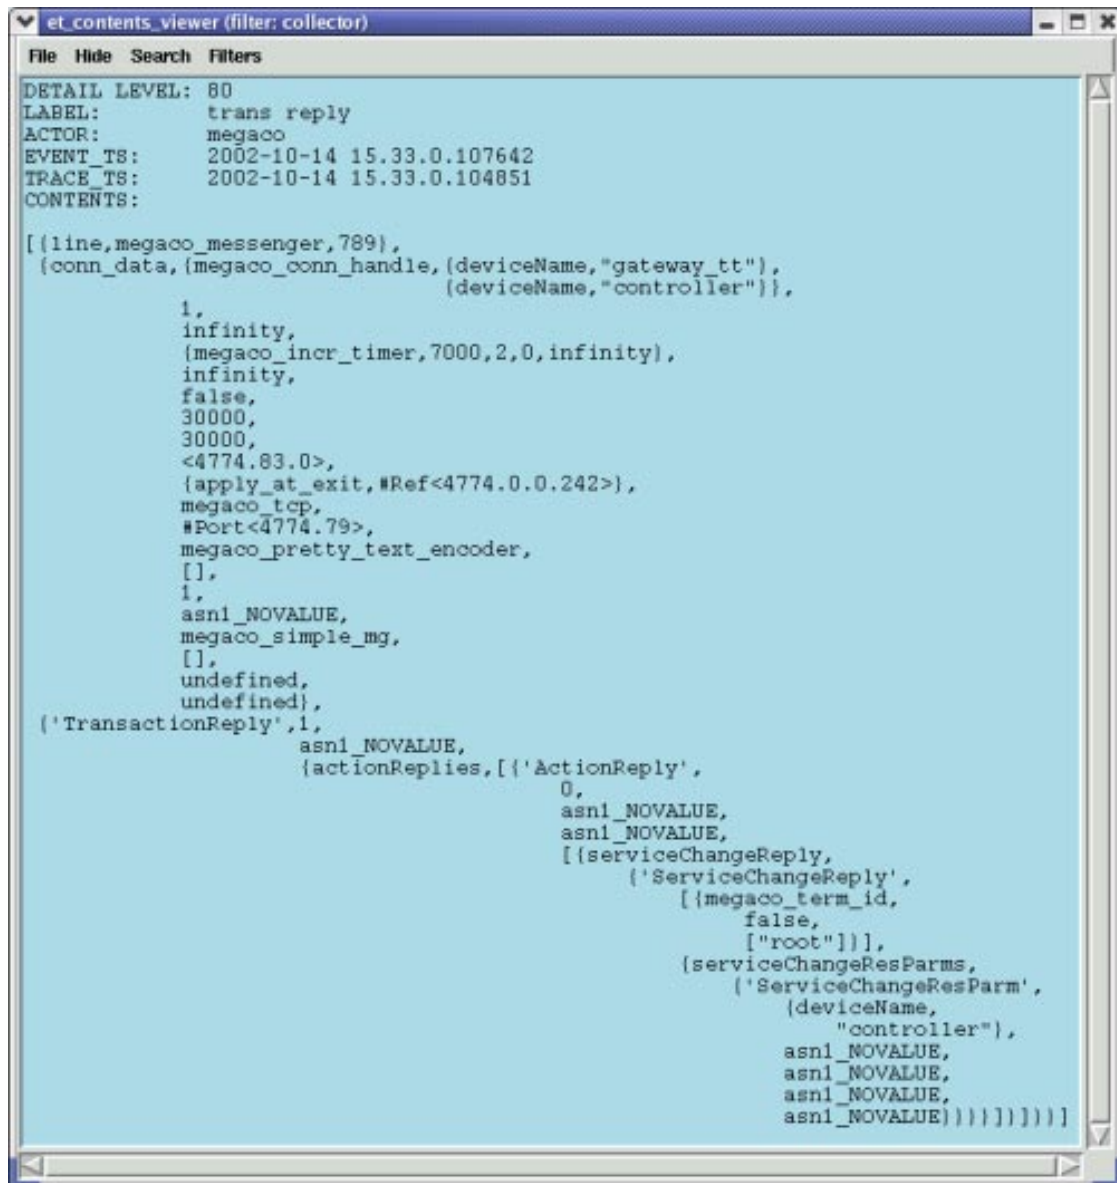 et_contents_viewer (filter: collector)
File Hide Search Filters
DETAIL LEVEL: 80
LABEL: trans reply
ACTOR: megaco
EVENT_TS: 2002-10-14 15.33.0.107642
TRACE_TS: 2002-10-14 15.33.0.104851
CONTENTS:
[{line,megaco_messenger,789},
{conn_data,{megaco_conn_handle,{deviceName,"gateway_tt"},
{deviceName,"controller"}},
1,
infinity,
{megaco_incr_timer,7000,2,0,infinity},
infinity,
false,
30000,
30000,
<4774.83.0>,
{apply_at_exit,#Ref<4774.0.0.242>},
megaco_tcp,
#Port<4774.79>,
megaco_pretty_text_encoder,
[],
1,
asn1_NOVALUE,
megaco_simple_mg,
[],
undefined,
undefined},
{'TransactionReply',1,
asn1_NOVALUE,
{actionReplies,[{'ActionReply',
0,
asn1_NOVALUE,
asn1_NOVALUE,
[{serviceChangeReply,
{'ServiceChangeReply',
[{megaco_term_id,
false,
["root"]}],
{serviceChangeResParms,
{'ServiceChangeResParm',
{deviceName,
"controller"},
asn1_NOVALUE,
asn1_NOVALUE,
asn1_NOVALUE,
asn1_NOVALUE}}}}]}]}}]